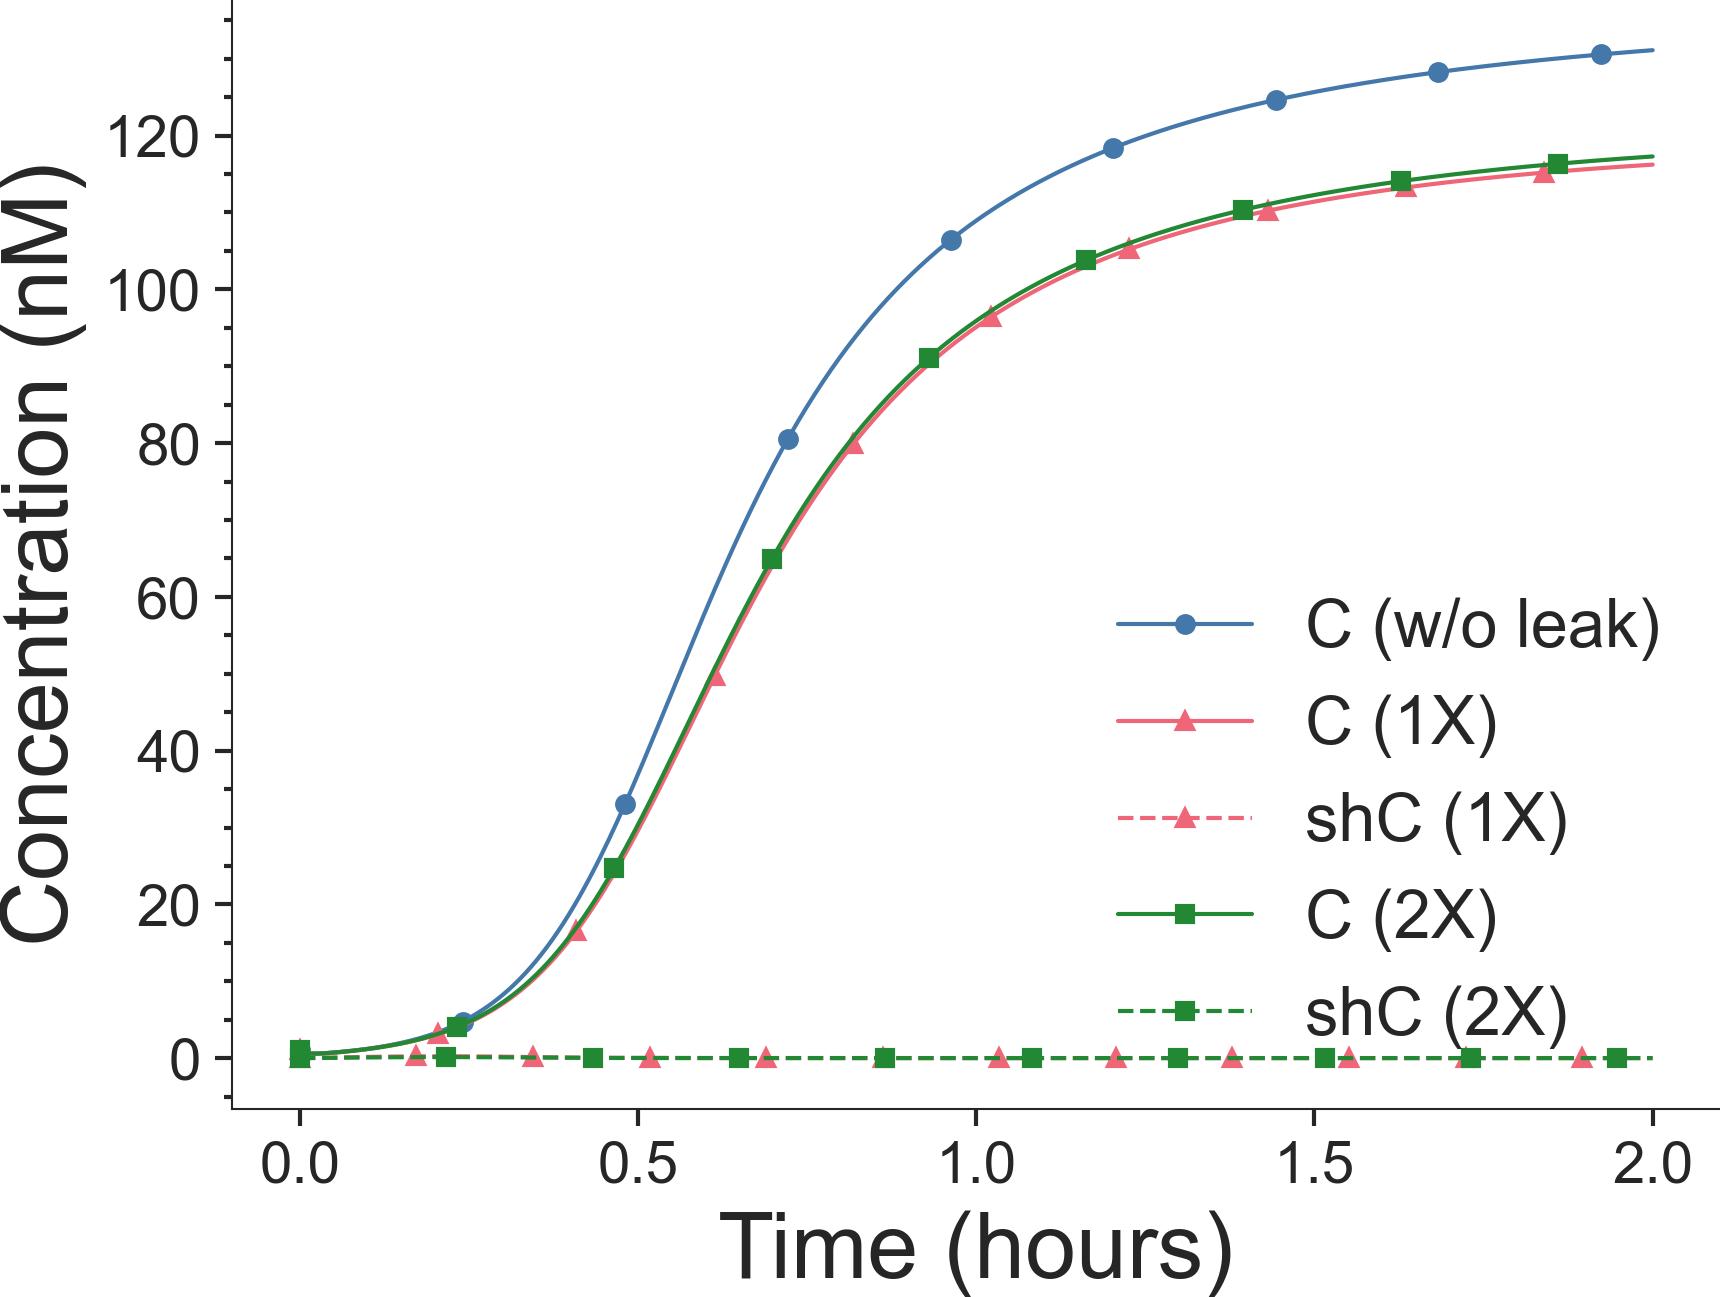 Concentration (nM)
120
100
80
60
40
20
0
C (w/o leak)
C (1X)
shC (1X)
C (2X)
shC (2X)
0.0 0.5 1.0 1.5 2.0
Time (hours)